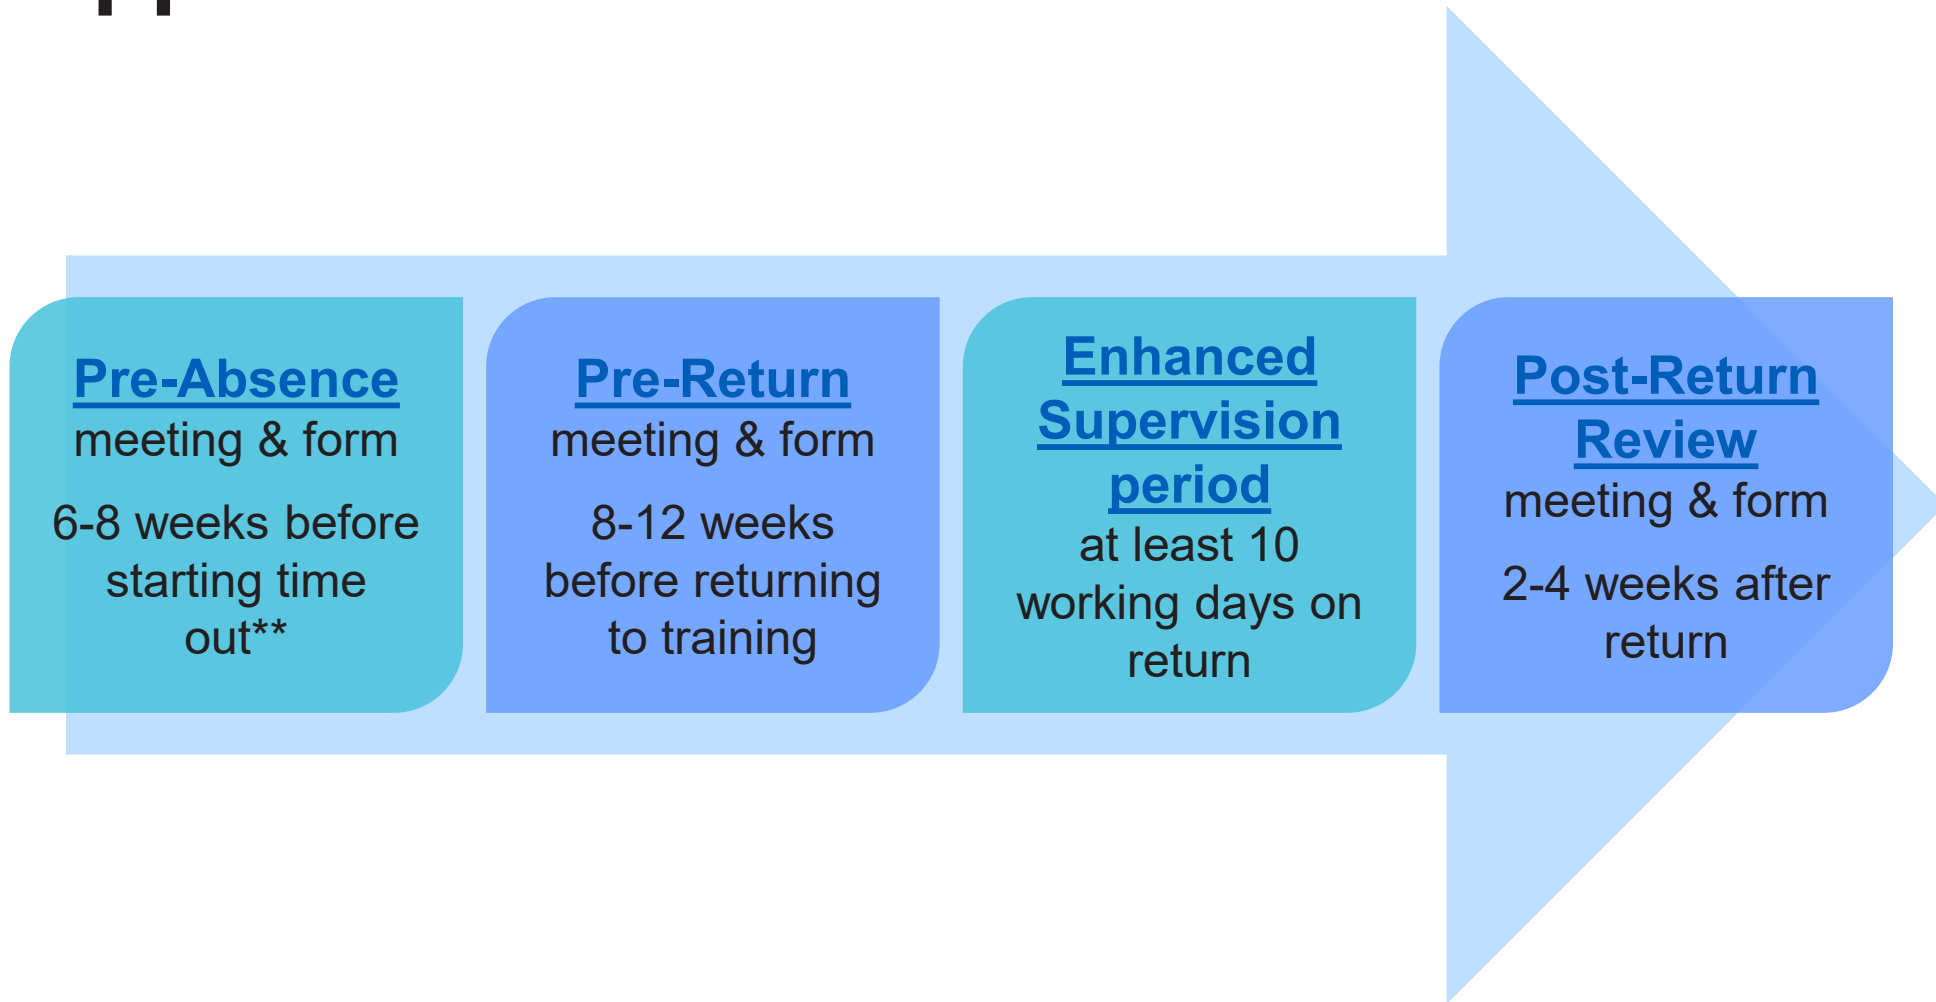 Pre-Absence
meeting & form
6-8 weeks before
starting time
out**
Pre-Return
meeting & form
8-12 weeks
before returning
to training
Enhanced
Supervision
period
at least 10
working days on
return
Post-Return
Review
meeting & form
2-4 weeks after
return